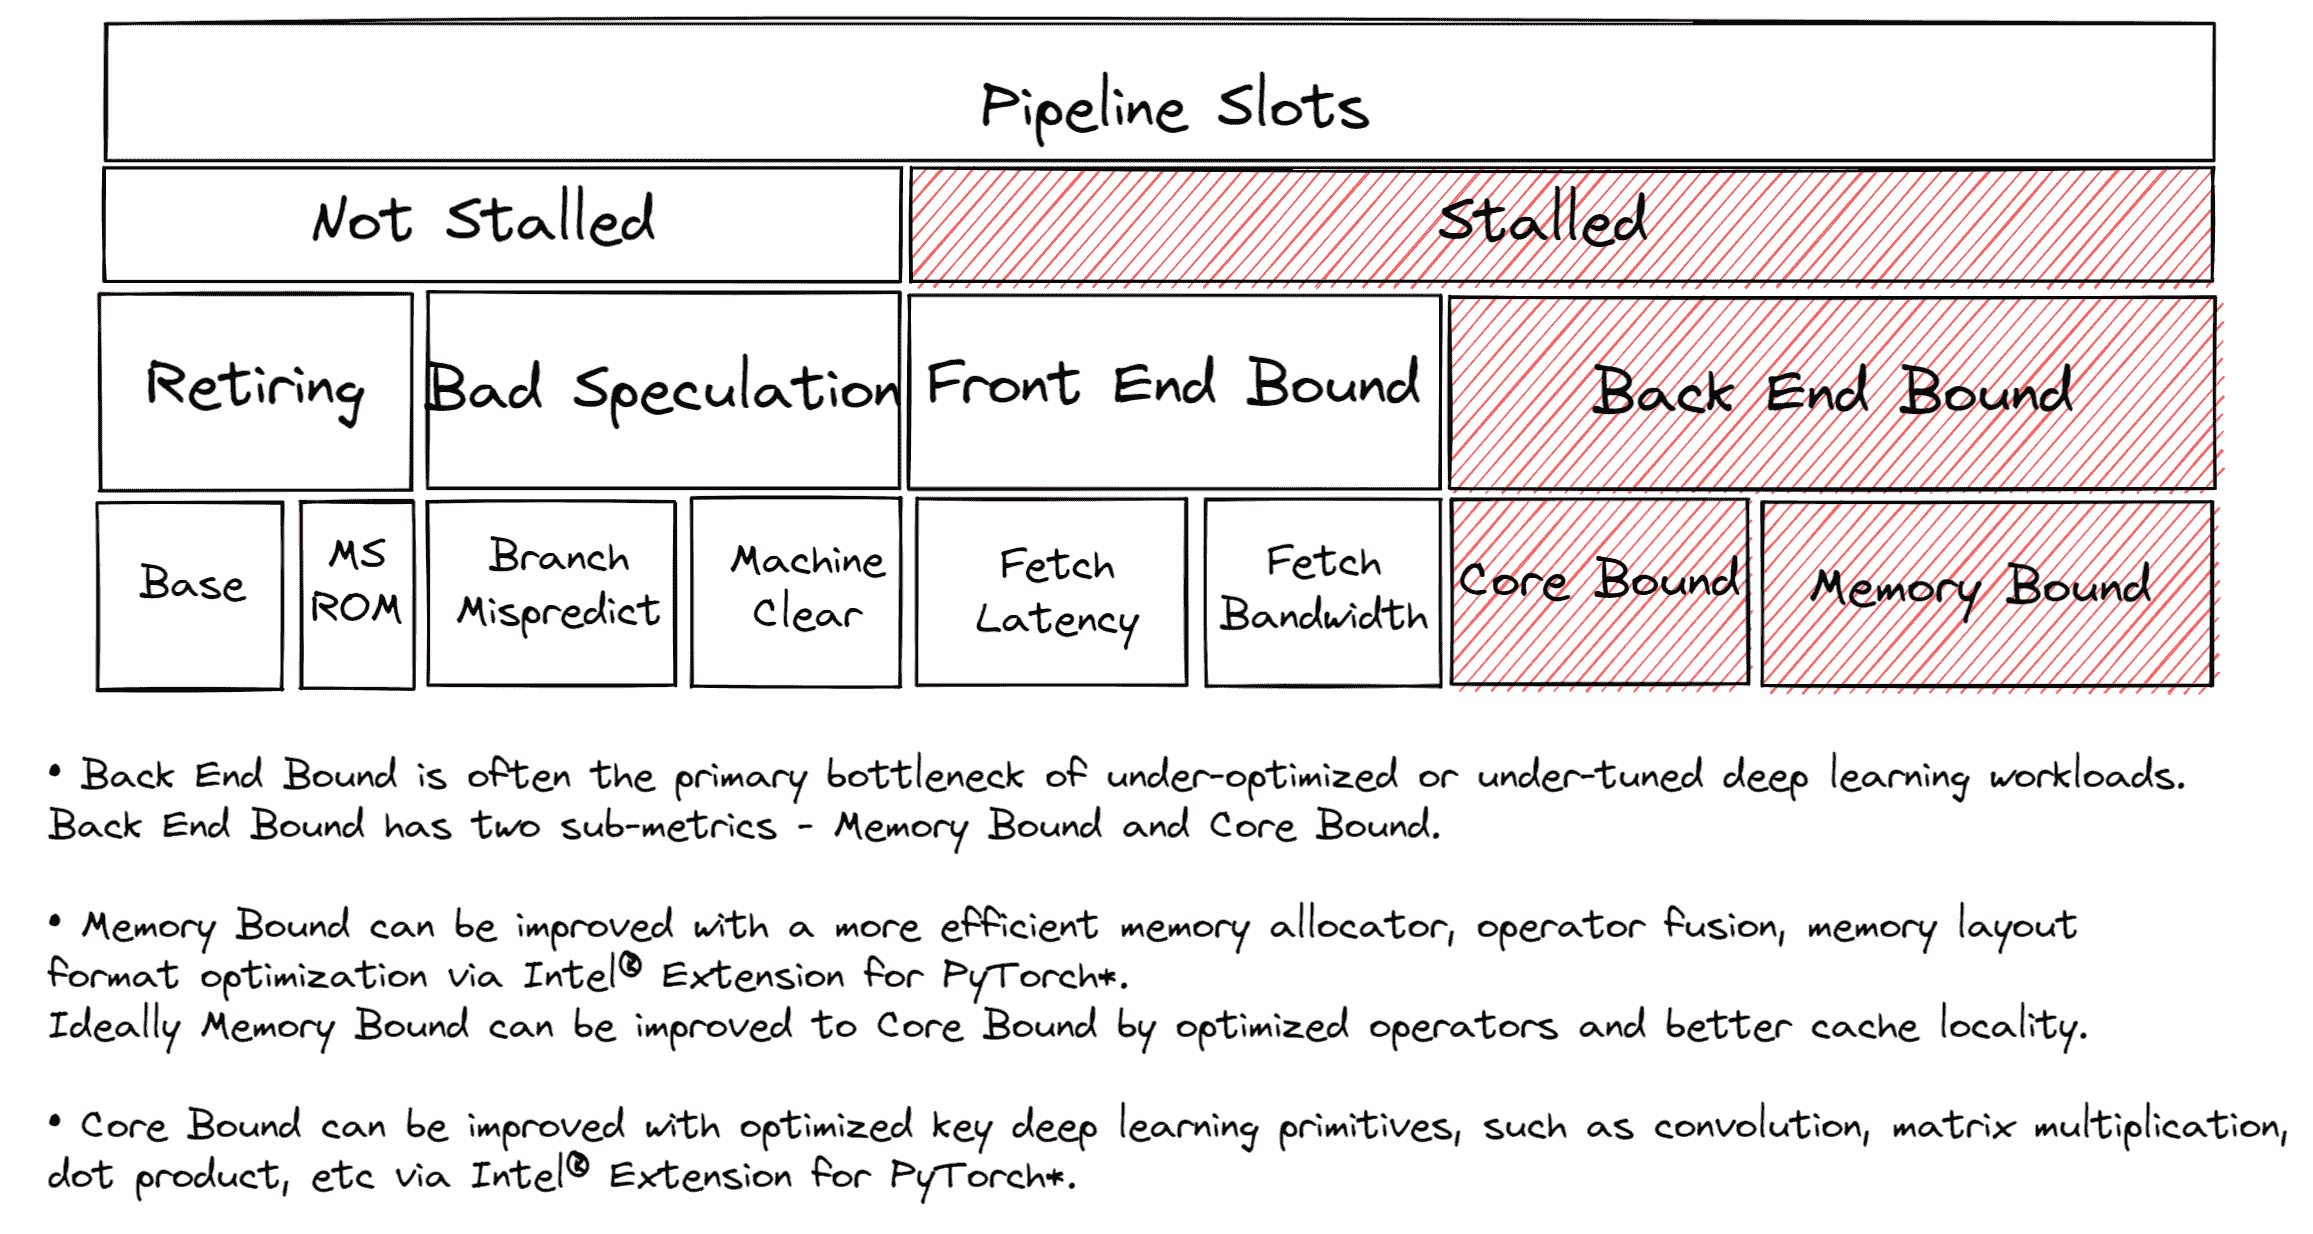 Pipeline Slots
Not Stalled
Stalled
Retiring
Bad Speculation
Front End Bound
Back End Bound
Base
MS
ROM
Branch
Mispredict
Machine
Clear
Fetch
Latency
Fetch
Bandwidth
Core Bound
Memory Bound
• Back End Bound is often the primary bottleneck of under-optimized or under-tuned deep learning workloads.
Back End Bound has two sub-metrics - Memory Bound and Core Bound.
• Memory Bound can be improved with a more efficient memory allocator, operator fusion, memory layout
format optimization via Intel® Extension for PyTorch*.
Ideally Memory Bound can be improved to Core Bound by optimized operators and better cache locality.
• Core Bound can be improved with optimized key deep learning primitives, such as convolution, matrix multiplication,
dot product, etc via Intel® Extension for PyTorch*.